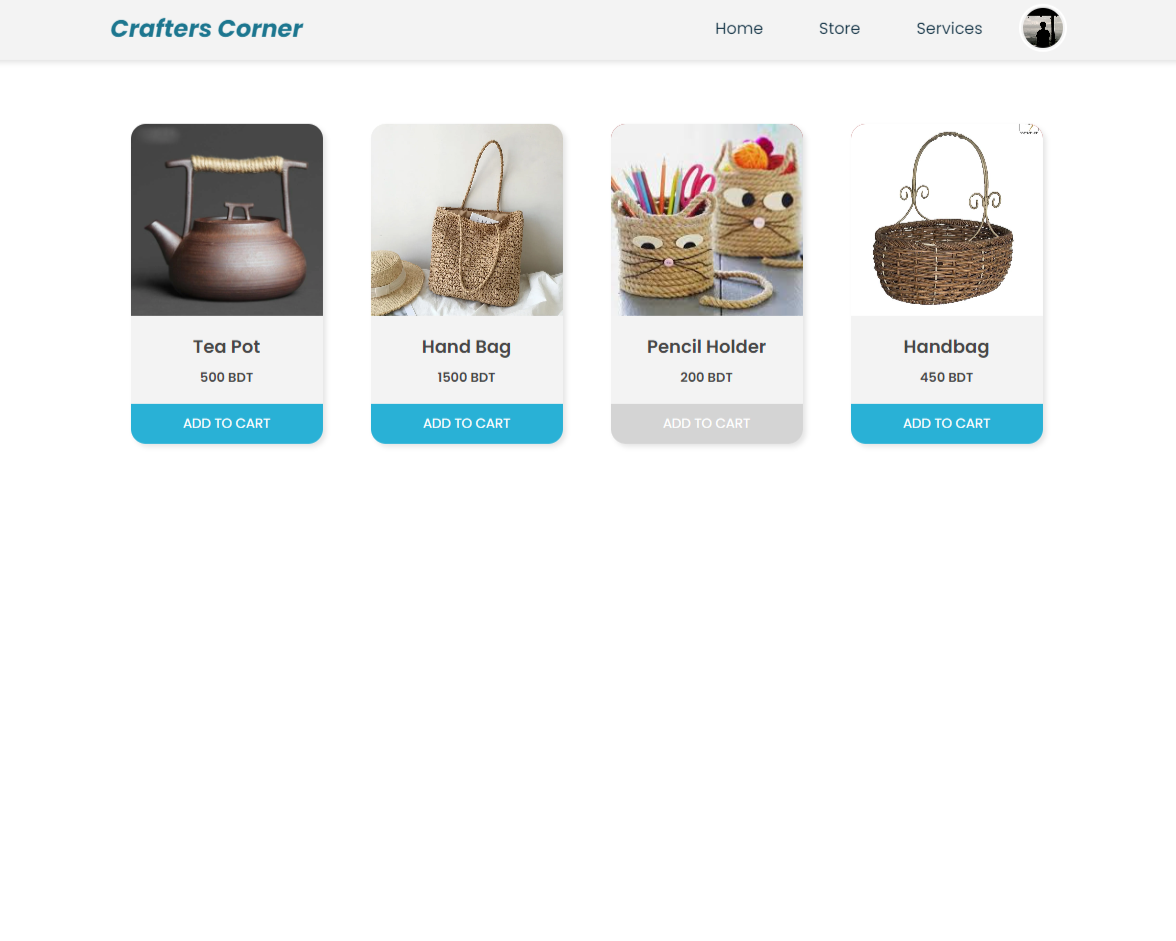 Crafters Corner
Home Store Services
Tea Pot
500 BDT
ADD TO CART
Hand Bag
1500 BDT
ADD TO CART
Pencil Holder
200 BDT
ADD TO CART
Handbag
450 BDT
ADD TO CART